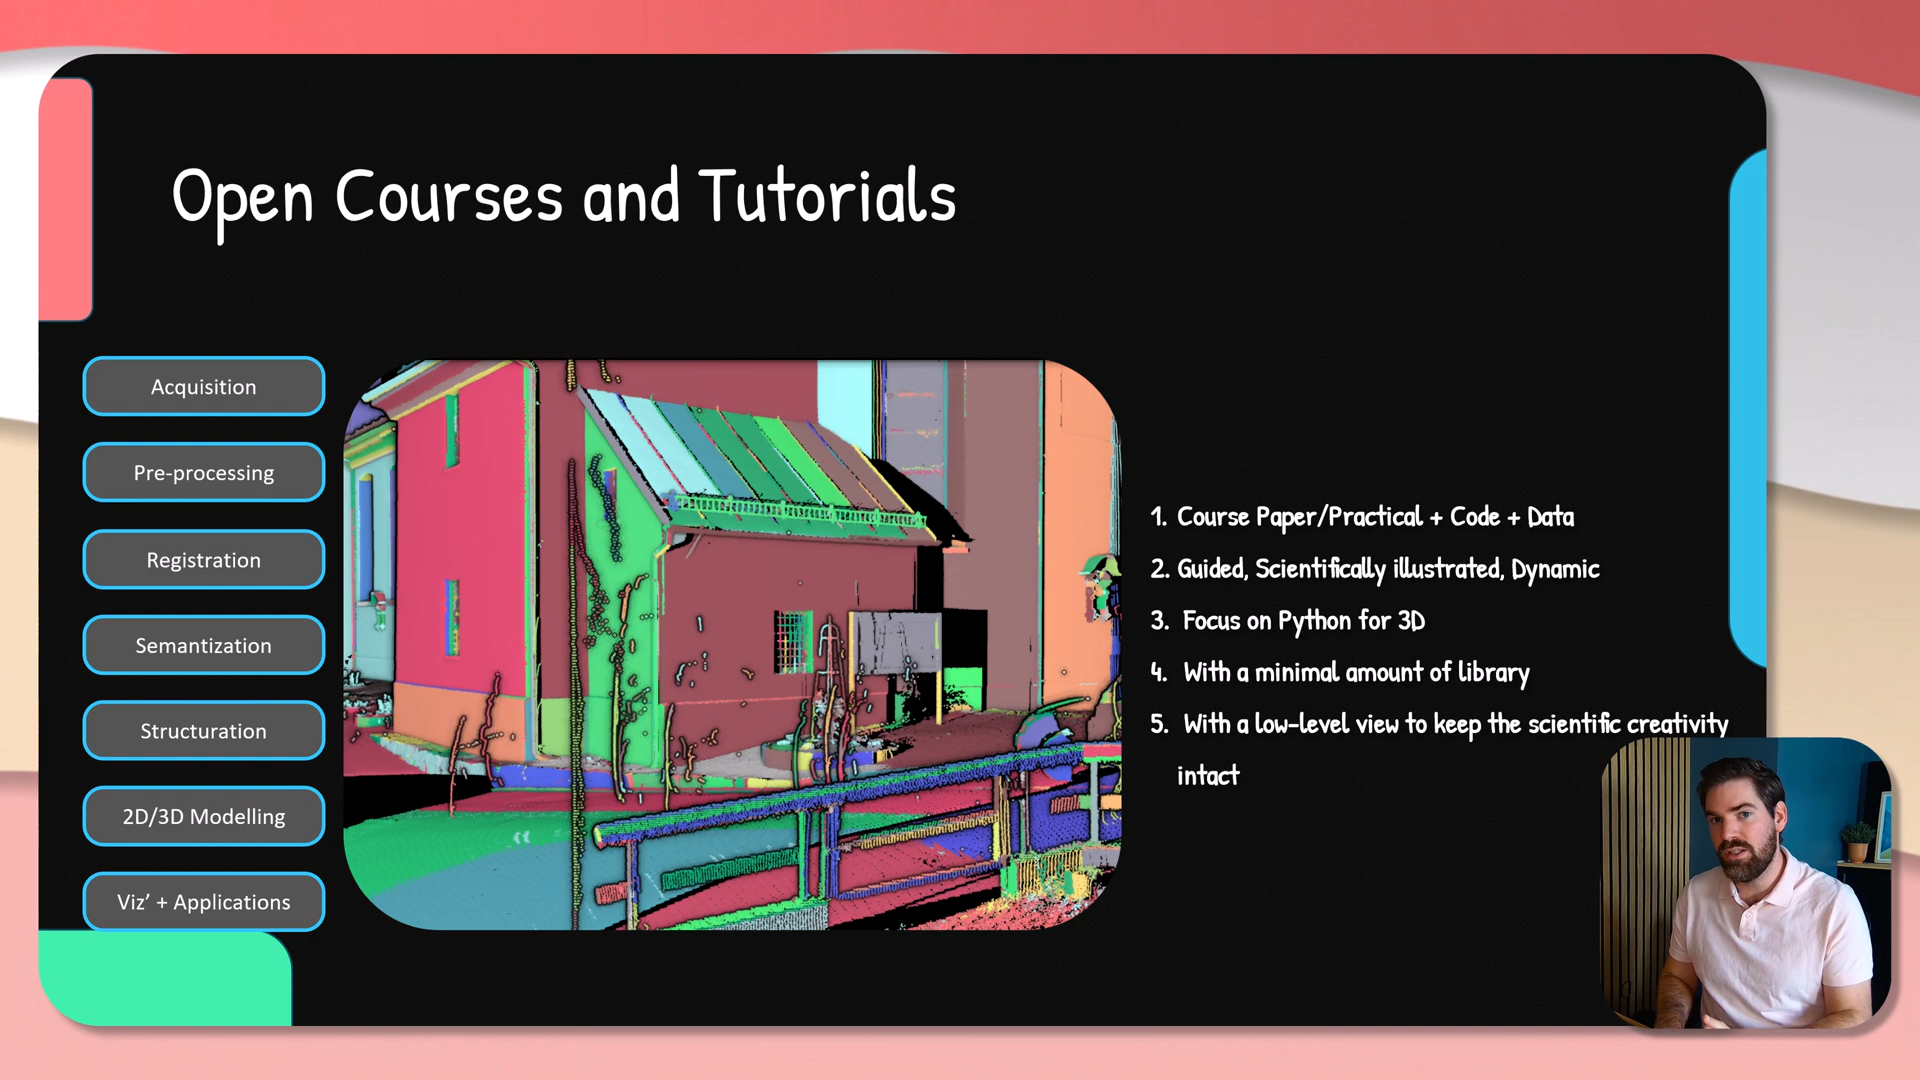 Open Courses and Tutorials
Acquisition
Pre-processing
Registration
Semantization
Structuration
2D/3D Modelling
Viz’ + Applications
1. Course Paper/Practical + Code + Data
2. Guided, Scientifically illustrated, Dynamic
3. Focus on Python for 3D
4. With a minimal amount of library
5. With a low-level view to keep the scientific creativity
intact